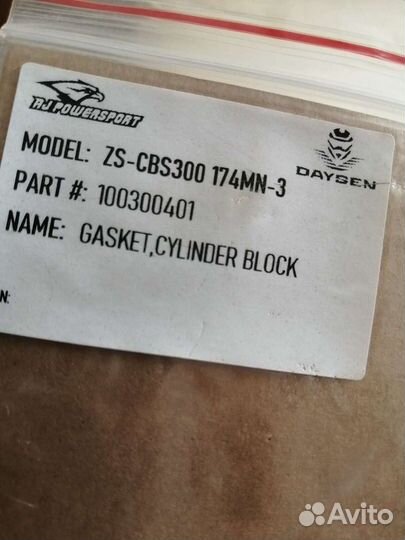 RJ POWERSPORT
DAYSEN
MODEL: ZS-CBS300 174MN-3
PART #: 100300401
NAME: GASKET,CYLINDER BLOCK
N:
Avito